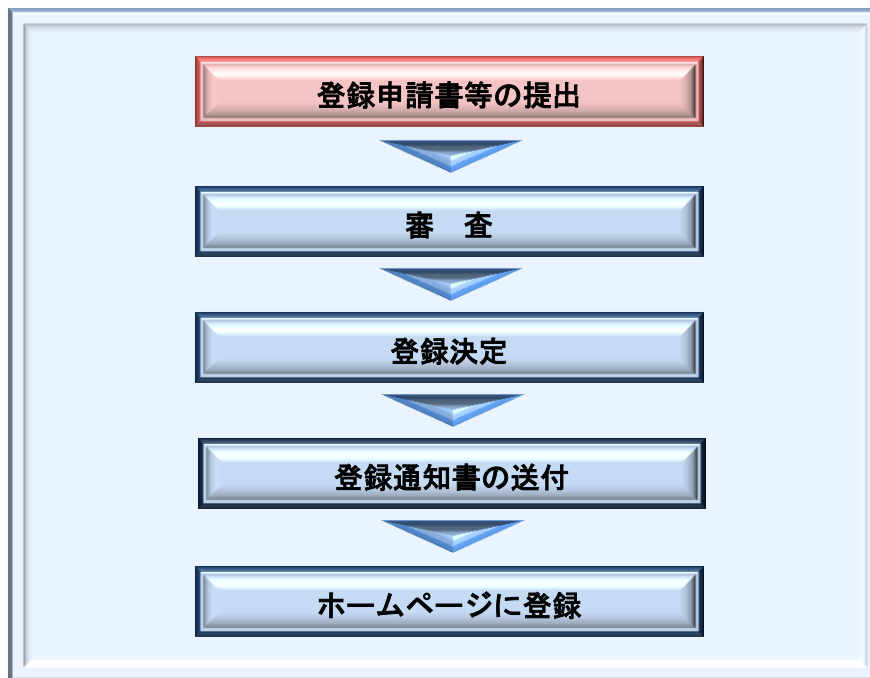 登録申請書等の提出
審　査
登録決定
登録通知書の送付
ホームページに登録